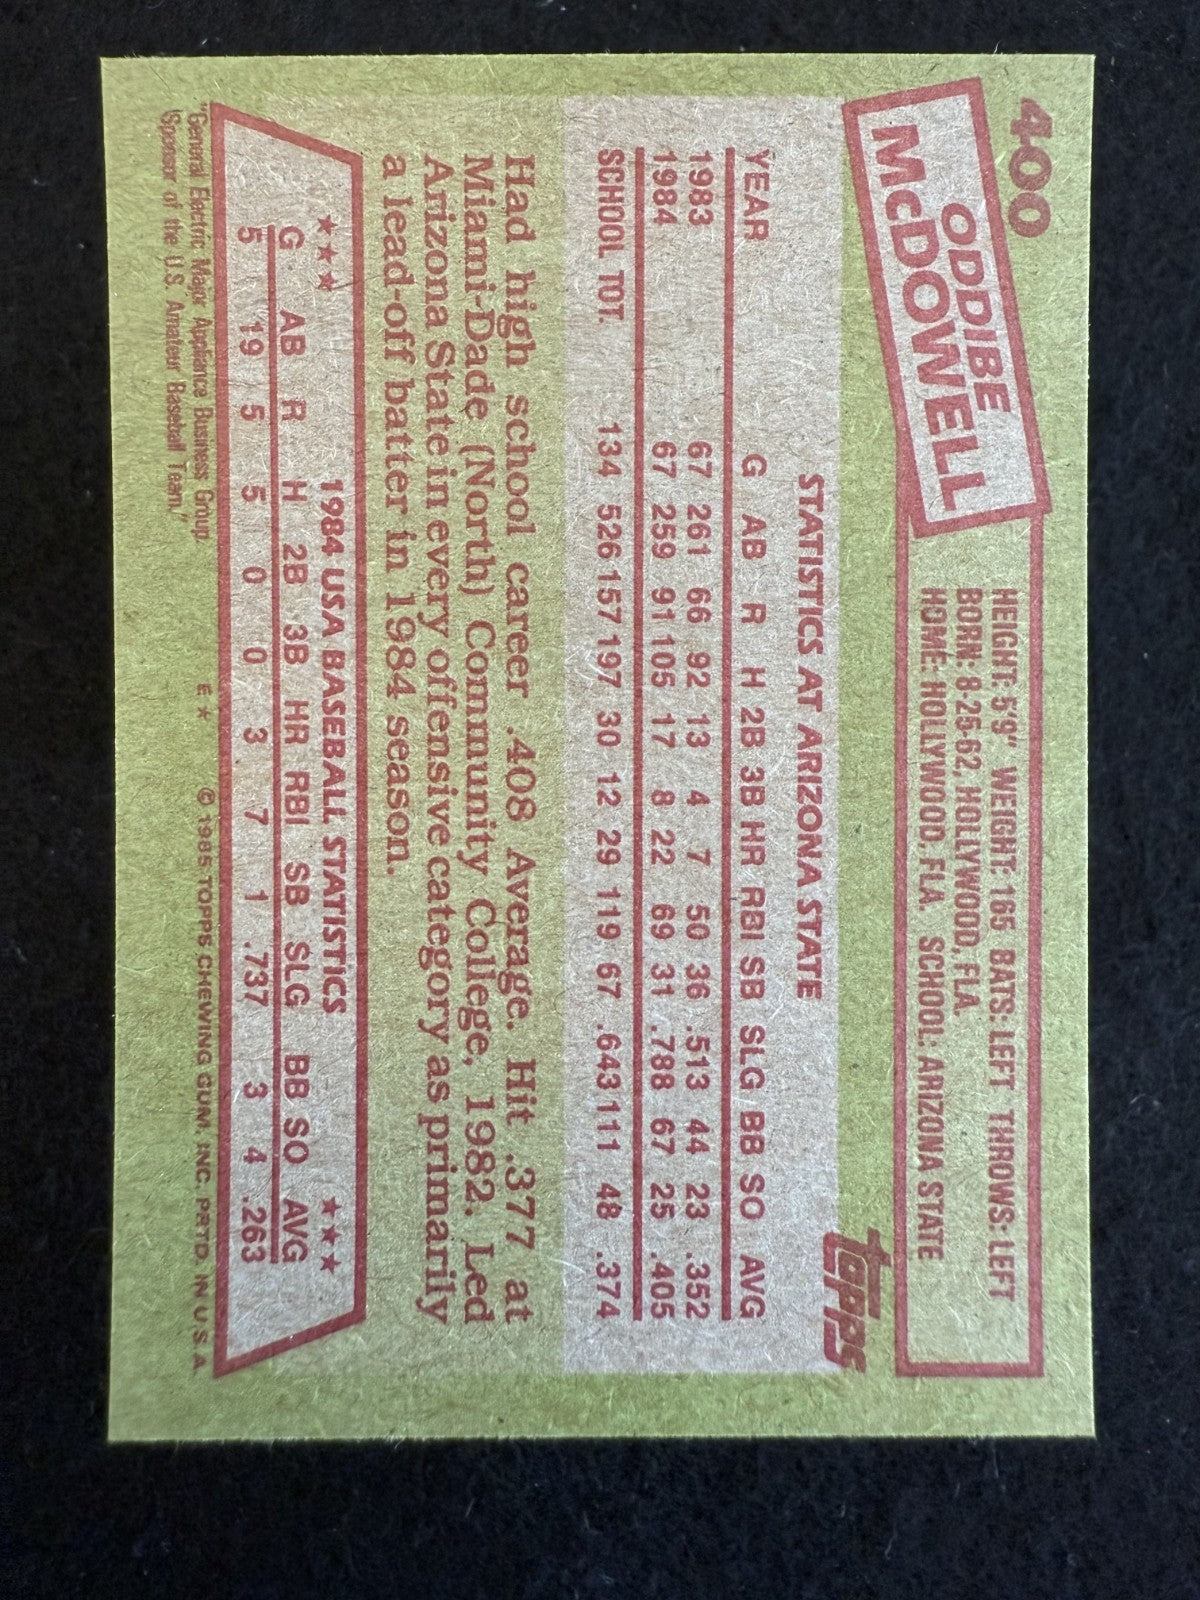 400
ODDIBE
McDOWELL
HEIGHT: 5'9" WEIGHT: 165 BATS: LEFT THROWS: LEFT
BORN: 8-25-62, HOLLYWOOD, FLA.
HOME: HOLLYWOOD, FLA. SCHOOL: ARIZONA STATE
topps
STATISTICS AT ARIZONA STATE
YEAR G AB R H 2B 3B HR RBI SB SLG BB SO AVG
1983 67 261 66 92 13 4 7 50 36 .513 44 23 .352
1984 67 259 91 105 17 8 22 69 31 .788 67 25 .405
SCHOOL TOT. 134 526 157 197 30 12 29 119 67 .643 111 48 .374
Had high school career .408 Average. Hit .377 at
Miami-Dade (North) Community College, 1982. Led
Arizona State in every offensive category as primarily
a lead-off batter in 1984 season.
★★★ 1984 USA BASEBALL STATISTICS ★★★
G AB R H 2B 3B HR RBI SB SLG BB SO AVG
5 19 5 5 0 0 3 7 1 .737 3 4 .263
"General Electric Major Appliance Business Group,
Sponsor of the U.S. Amateur Baseball Team."
E ★ © 1985 TOPPS CHEWING GUM, INC. PRTD. IN U.S.A.